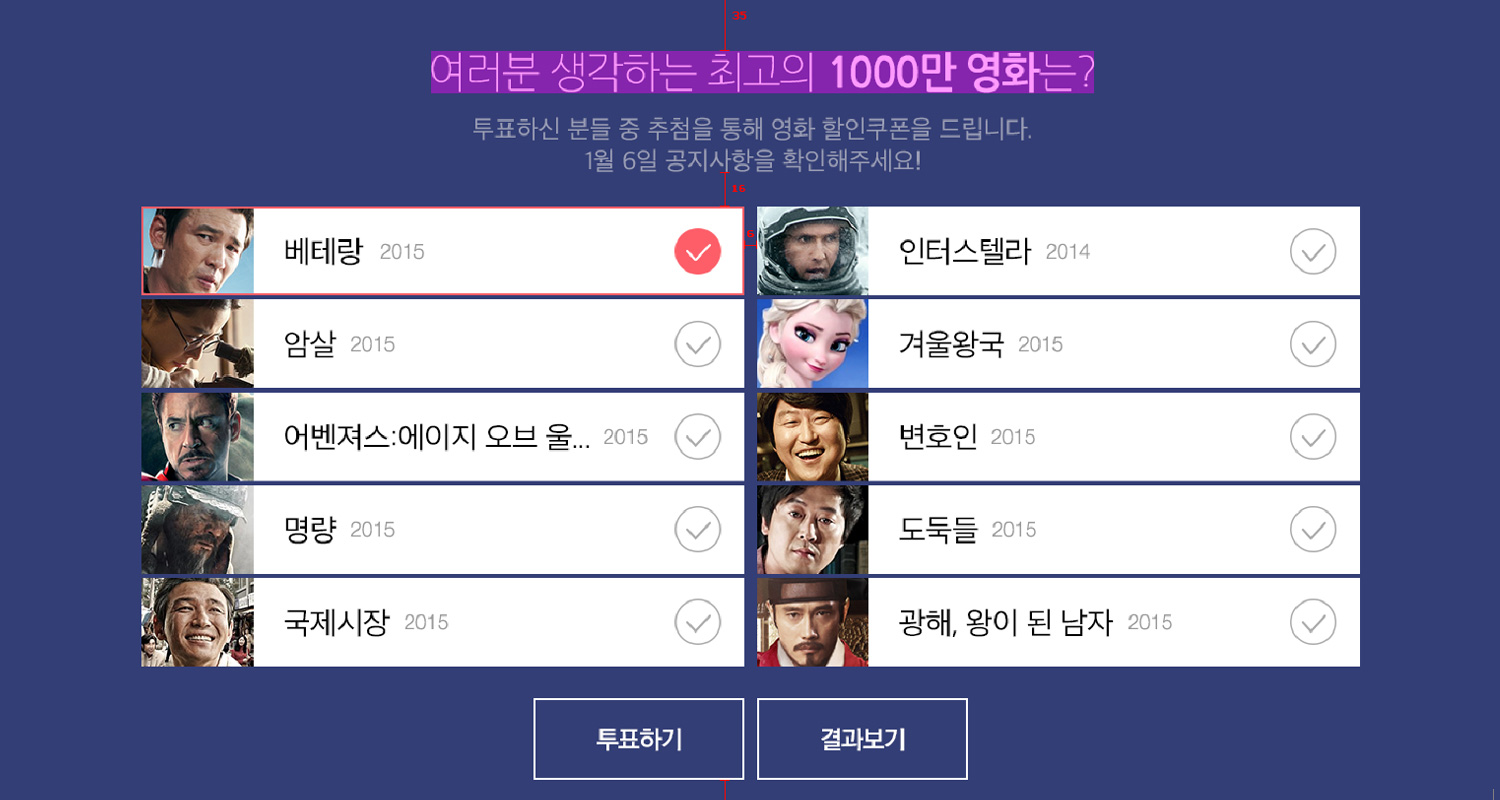 35
여러분 생각하는 최고의 1000만 영화는?
투표하신 분들 중 추첨을 통해 영화 할인쿠폰을 드립니다.
1월 6일 공지사항을 확인해주세요!
16
6
베테랑 2015
인터스텔라 2014
암살 2015
겨울왕국 2015
어벤져스:에이지 오브 울... 2015
변호인 2015
명량 2015
도둑들 2015
국제시장 2015
광해, 왕이 된 남자 2015
투표하기
결과보기